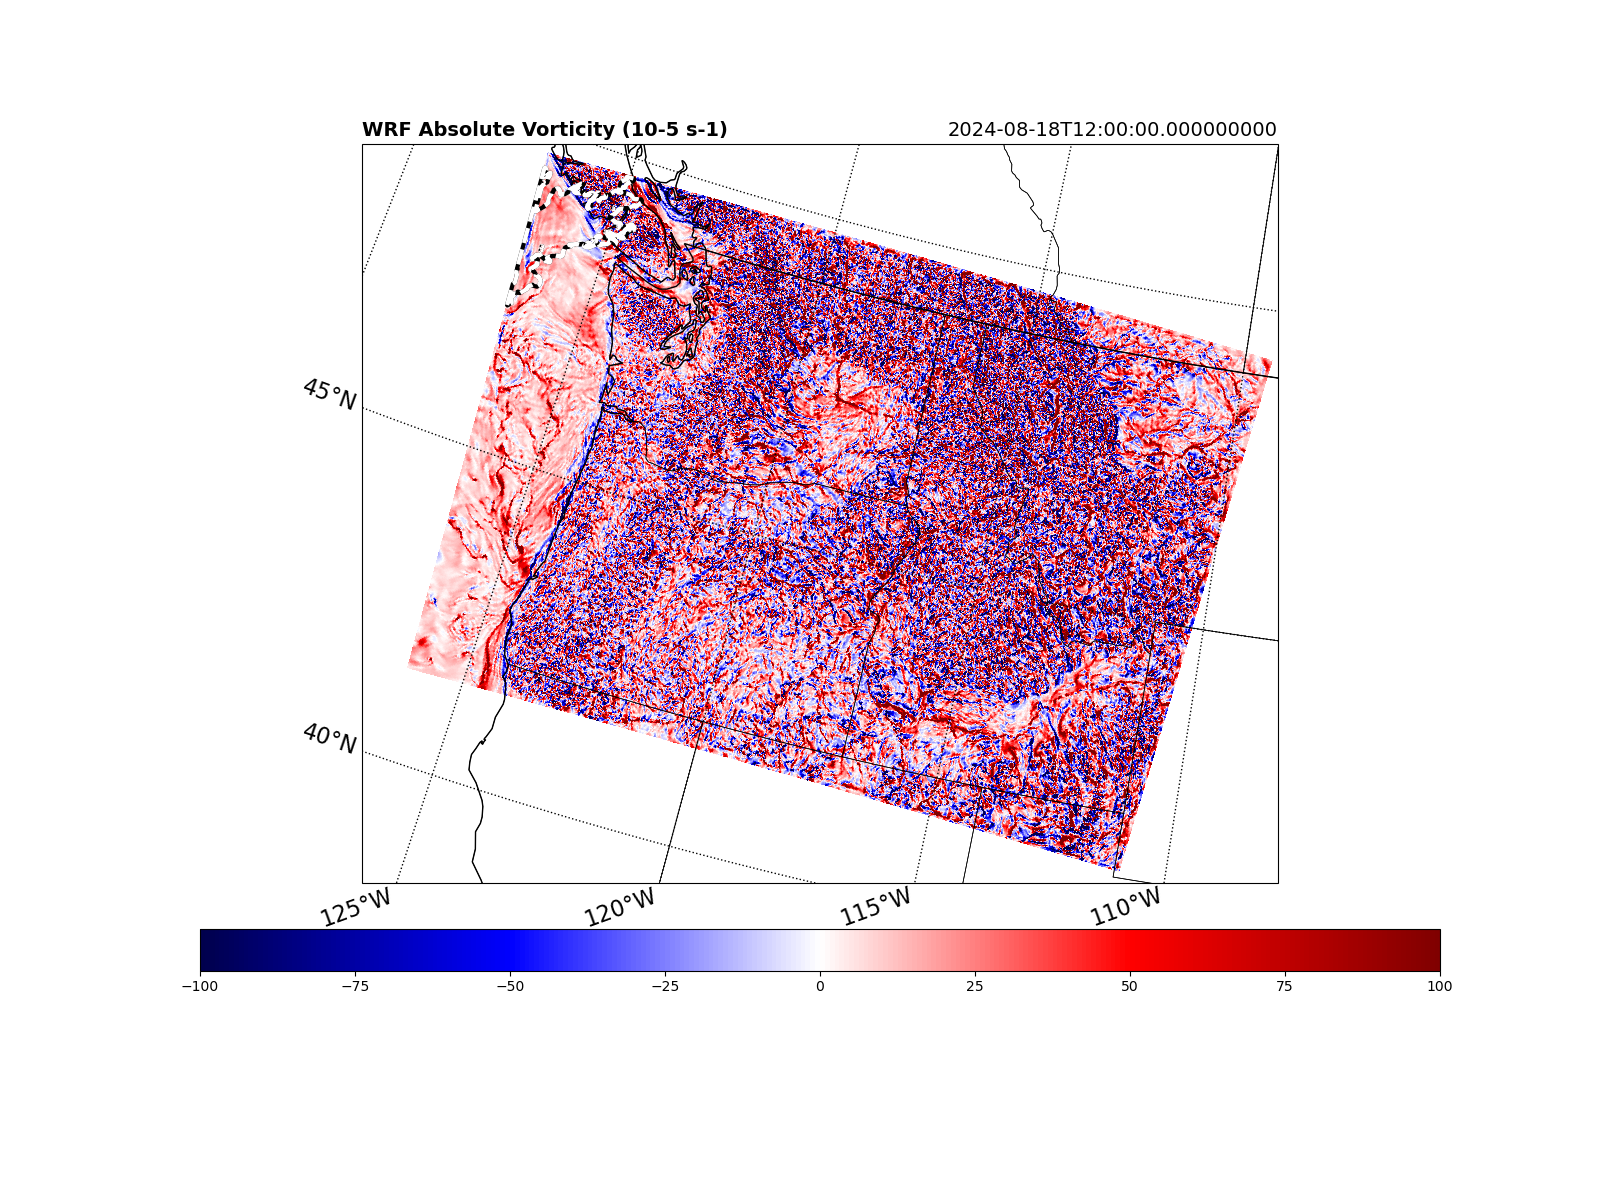 WRF Absolute Vorticity (10-5 s-1)
2024-08-18T12:00:00.000000000
45°N
40°N
125°W
120°W
115°W
110°W
−100
−75
−50
−25
0
25
50
75
100